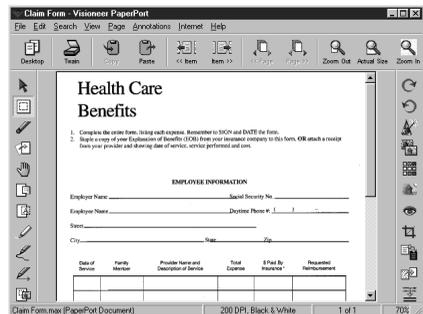 Claim Form - Visioneer PaperPort
File Edit Search View Page Annotations Internet Help
Desktop Train Copy Paste << Item Item >> << Page Page >> Zoom Out Actual Size Zoom In
Health Care
Benefits
1. Complete the entire form, listing each expense. Remember to SIGN and DATE the form.
2. Staple a copy of your Explanation of Benefits (EOB) from your insurance company to this form, OR attach a receipt
from your provider and showing date of service, service performed and cost.
EMPLOYEE INFORMATION
Employer Name Social Security No
Employee Name Daytime Phone #: ( ) -
Street
City State Zip
Date of Service Family Member Provider Name and Description of Service Total Expense $ Paid By Insurance * Requested Reimbursement
Claim Form.max (PaperPort Document) 200 DPI, Black & White 1 of 1 70%